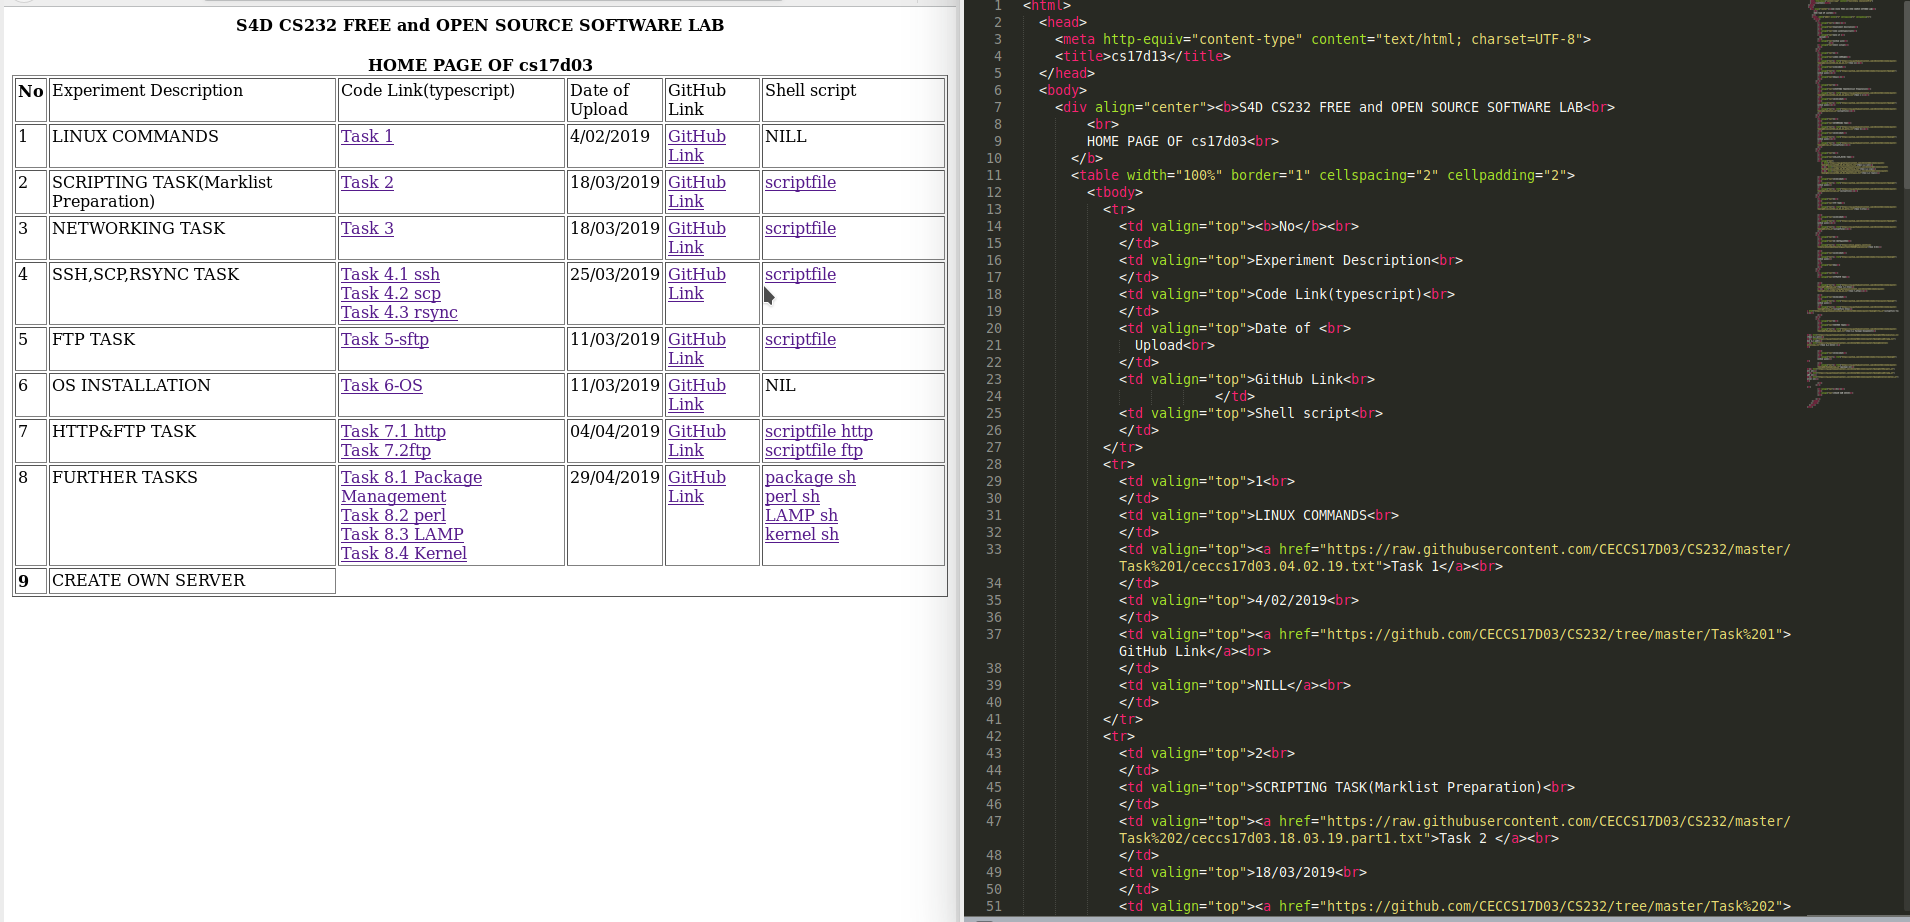 S4D CS232 FREE and OPEN SOURCE SOFTWARE LAB
HOME PAGE OF cs17d03
No Experiment Description Code Link(typescript) Date of Upload GitHub Link Shell script
1 LINUX COMMANDS Task 1 4/02/2019 GitHub Link NILL
2 SCRIPTING TASK(Marklist Preparation) Task 2 18/03/2019 GitHub Link scriptfile
3 NETWORKING TASK Task 3 18/03/2019 GitHub Link scriptfile
4 SSH,SCP,RSYNC TASK Task 4.1 ssh Task 4.2 scp Task 4.3 rsync 25/03/2019 GitHub Link scriptfile
5 FTP TASK Task 5-sftp 11/03/2019 GitHub Link scriptfile
6 OS INSTALLATION Task 6-OS 11/03/2019 GitHub Link NIL
7 HTTP&FTP TASK Task 7.1 http Task 7.2ftp 04/04/2019 GitHub Link scriptfile http scriptfile ftp
8 FURTHER TASKS Task 8.1 Package Management Task 8.2 perl Task 8.3 LAMP Task 8.4 Kernel 29/04/2019 GitHub Link package sh perl sh LAMP sh kernel sh
9 CREATE OWN SERVER
1 <html>
2 <head>
3 <meta http-equiv="content-type" content="text/html; charset=UTF-8">
4 <title>cs17d13</title>
5 </head>
6 <body>
7 <div align="center"><b>S4D CS232 FREE and OPEN SOURCE SOFTWARE LAB<br>
8 <br>
9 HOME PAGE OF cs17d03<br>
10 </b>
11 <table width="100%" border="1" cellspacing="2" cellpadding="2">
12 <tbody>
13 <tr>
14 <td valign="top"><b>No</b><br>
15 </td>
16 <td valign="top">Experiment Description<br>
17 </td>
18 <td valign="top">Code Link(typescript)<br>
19 </td>
20 <td valign="top">Date of <br>
21 Upload<br>
22 </td>
23 <td valign="top">GitHub Link<br>
24 </td>
25 <td valign="top">Shell script<br>
26 </td>
27 </tr>
28 <tr>
29 <td valign="top">1<br>
30 </td>
31 <td valign="top">LINUX COMMANDS<br>
32 </td>
33 <td valign="top"><a href="https://raw.githubusercontent.com/CECCS17D03/CS232/master/
Task%201/ceccs17d03.04.02.19.txt">Task 1</a><br>
34 </td>
35 <td valign="top">4/02/2019<br>
36 </td>
37 <td valign="top"><a href="https://github.com/CECCS17D03/CS232/tree/master/Task%201">
GitHub Link</a><br>
38 </td>
39 <td valign="top">NILL</a><br>
40 </td>
41 </tr>
42 <tr>
43 <td valign="top">2<br>
44 </td>
45 <td valign="top">SCRIPTING TASK(Marklist Preparation)<br>
46 </td>
47 <td valign="top"><a href="https://raw.githubusercontent.com/CECCS17D03/CS232/master/
Task%202/ceccs17d03.18.03.19.part1.txt">Task 2 </a><br>
48 </td>
49 <td valign="top">18/03/2019<br>
50 </td>
51 <td valign="top"><a href="https://github.com/CECCS17D03/CS232/tree/master/Task%202">